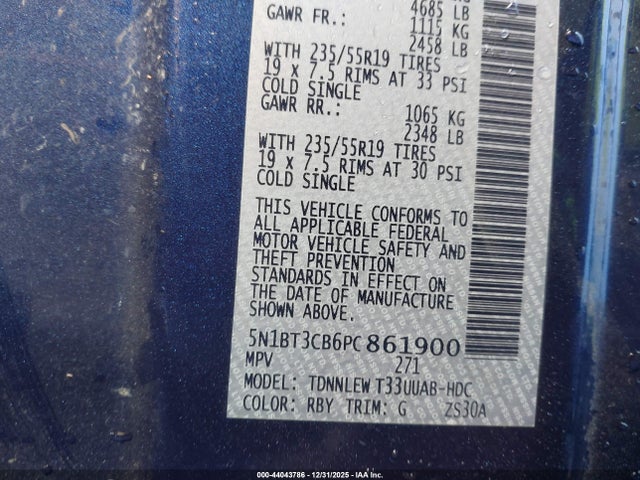 4685 LB
GAWR FR.: 1115 KG
2458 LB
WITH 235/55R19 TIRES
19 x 7.5 RIMS AT 33 PSI
COLD SINGLE
GAWR RR.: 1065 KG
2348 LB
WITH 235/55R19 TIRES
19 x 7.5 RIMS AT 30 PSI
COLD SINGLE
THIS VEHICLE CONFORMS TO
ALL APPLICABLE FEDERAL
MOTOR VEHICLE SAFETY AND
THEFT PREVENTION
STANDARDS IN EFFECT ON
THE DATE OF MANUFACTURE
SHOWN ABOVE.
5N1BT3CB6PC861900
MPV 271
MODEL: TDNNLEW T33UUAB-HDC
COLOR: RBY TRIM: G ZS30A
000-44043786 - 12/31/2025 - IAA Inc.